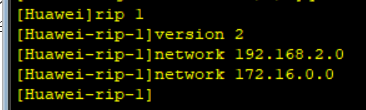 [Huawei]rip 1
[Huawei-rip-1]version 2
[Huawei-rip-1]network 192.168.2.0
[Huawei-rip-1]network 172.16.0.0
[Huawei-rip-1]